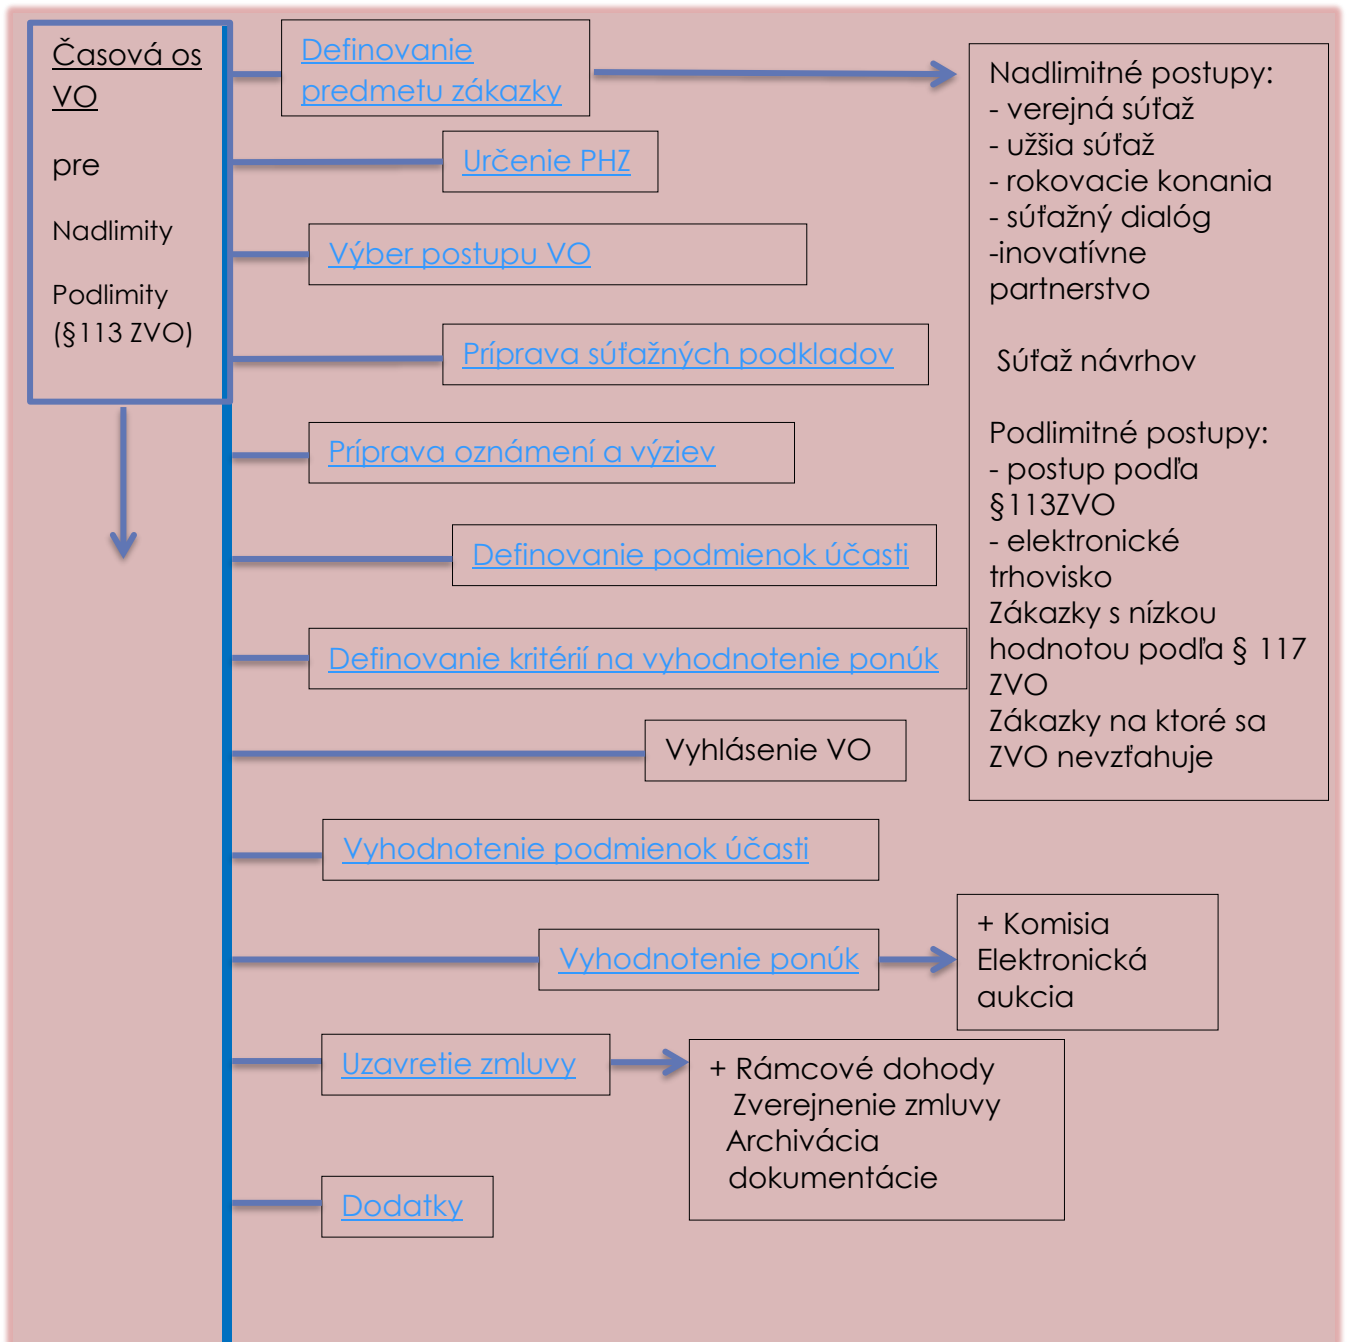 Časová os
VO
pre
Nadlimity
Podlimity
(§113 ZVO)
Definovanie
predmetu zákazky
Určenie PHZ
Výber postupu VO
Príprava súťažných podkladov
Príprava oznámení a výziev
Definovanie podmienok účasti
Definovanie kritérií na vyhodnotenie ponúk
Vyhlásenie VO
Vyhodnotenie podmienok účasti
Vyhodnotenie ponúk
Uzavretie zmluvy
Dodatky
Nadlimitné postupy:
- verejná súťaž
- užšia súťaž
- rokovacie konania
- súťažný dialóg
-inovatívne
partnerstvo
Súťaž návrhov
Podlimitné postupy:
- postup podľa
§113ZVO
- elektronické
trhovisko
Zákazky s nízkou
hodnotou podľa § 117
ZVO
Zákazky na ktoré sa
ZVO nevzťahuje
+ Komisia
Elektronická
aukcia
+ Rámcové dohody
Zverejnenie zmluvy
Archivácia
dokumentácie